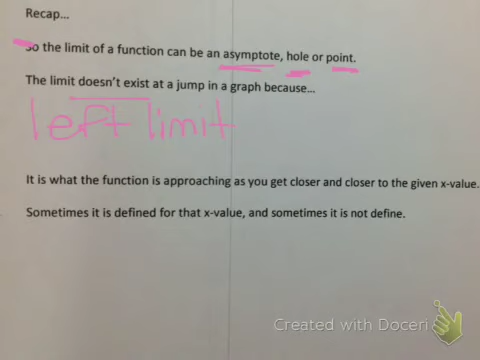 Recap...
So the limit of a function can be an asymptote, hole or point.
The limit doesn't exist at a jump in a graph because...
left limit
It is what the function is approaching as you get closer and closer to the given x-value.
Sometimes it is defined for that x-value, and sometimes it is not define.
Created with Doceri